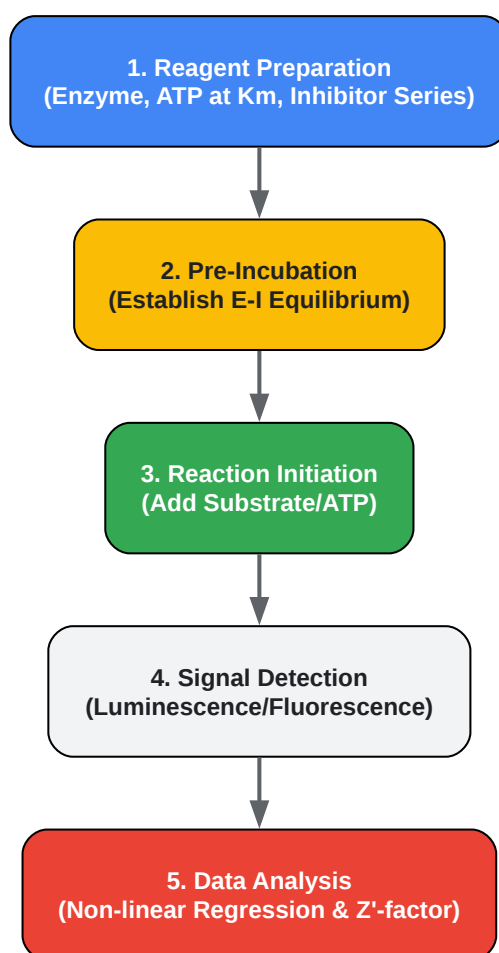 1. Reagent Preparation
(Enzyme, ATP at Km, Inhibitor Series)
2. Pre-Incubation
(Establish E-I Equilibrium)
3. Reaction Initiation
(Add Substrate/ATP)
4. Signal Detection
(Luminescence/Fluorescence)
5. Data Analysis
(Non-linear Regression & Z'-factor)